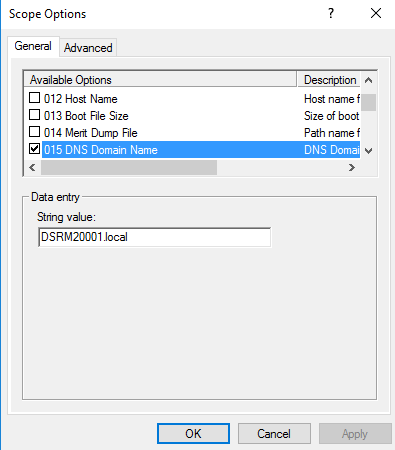 Scope Options
General Advanced
Available Options Description
012 Host Name Host name f
013 Boot File Size Size of boot
014 Merit Dump File Path name f
015 DNS Domain Name DNS Domai
Data entry
String value:
DSRM20001.local
OK Cancel Apply